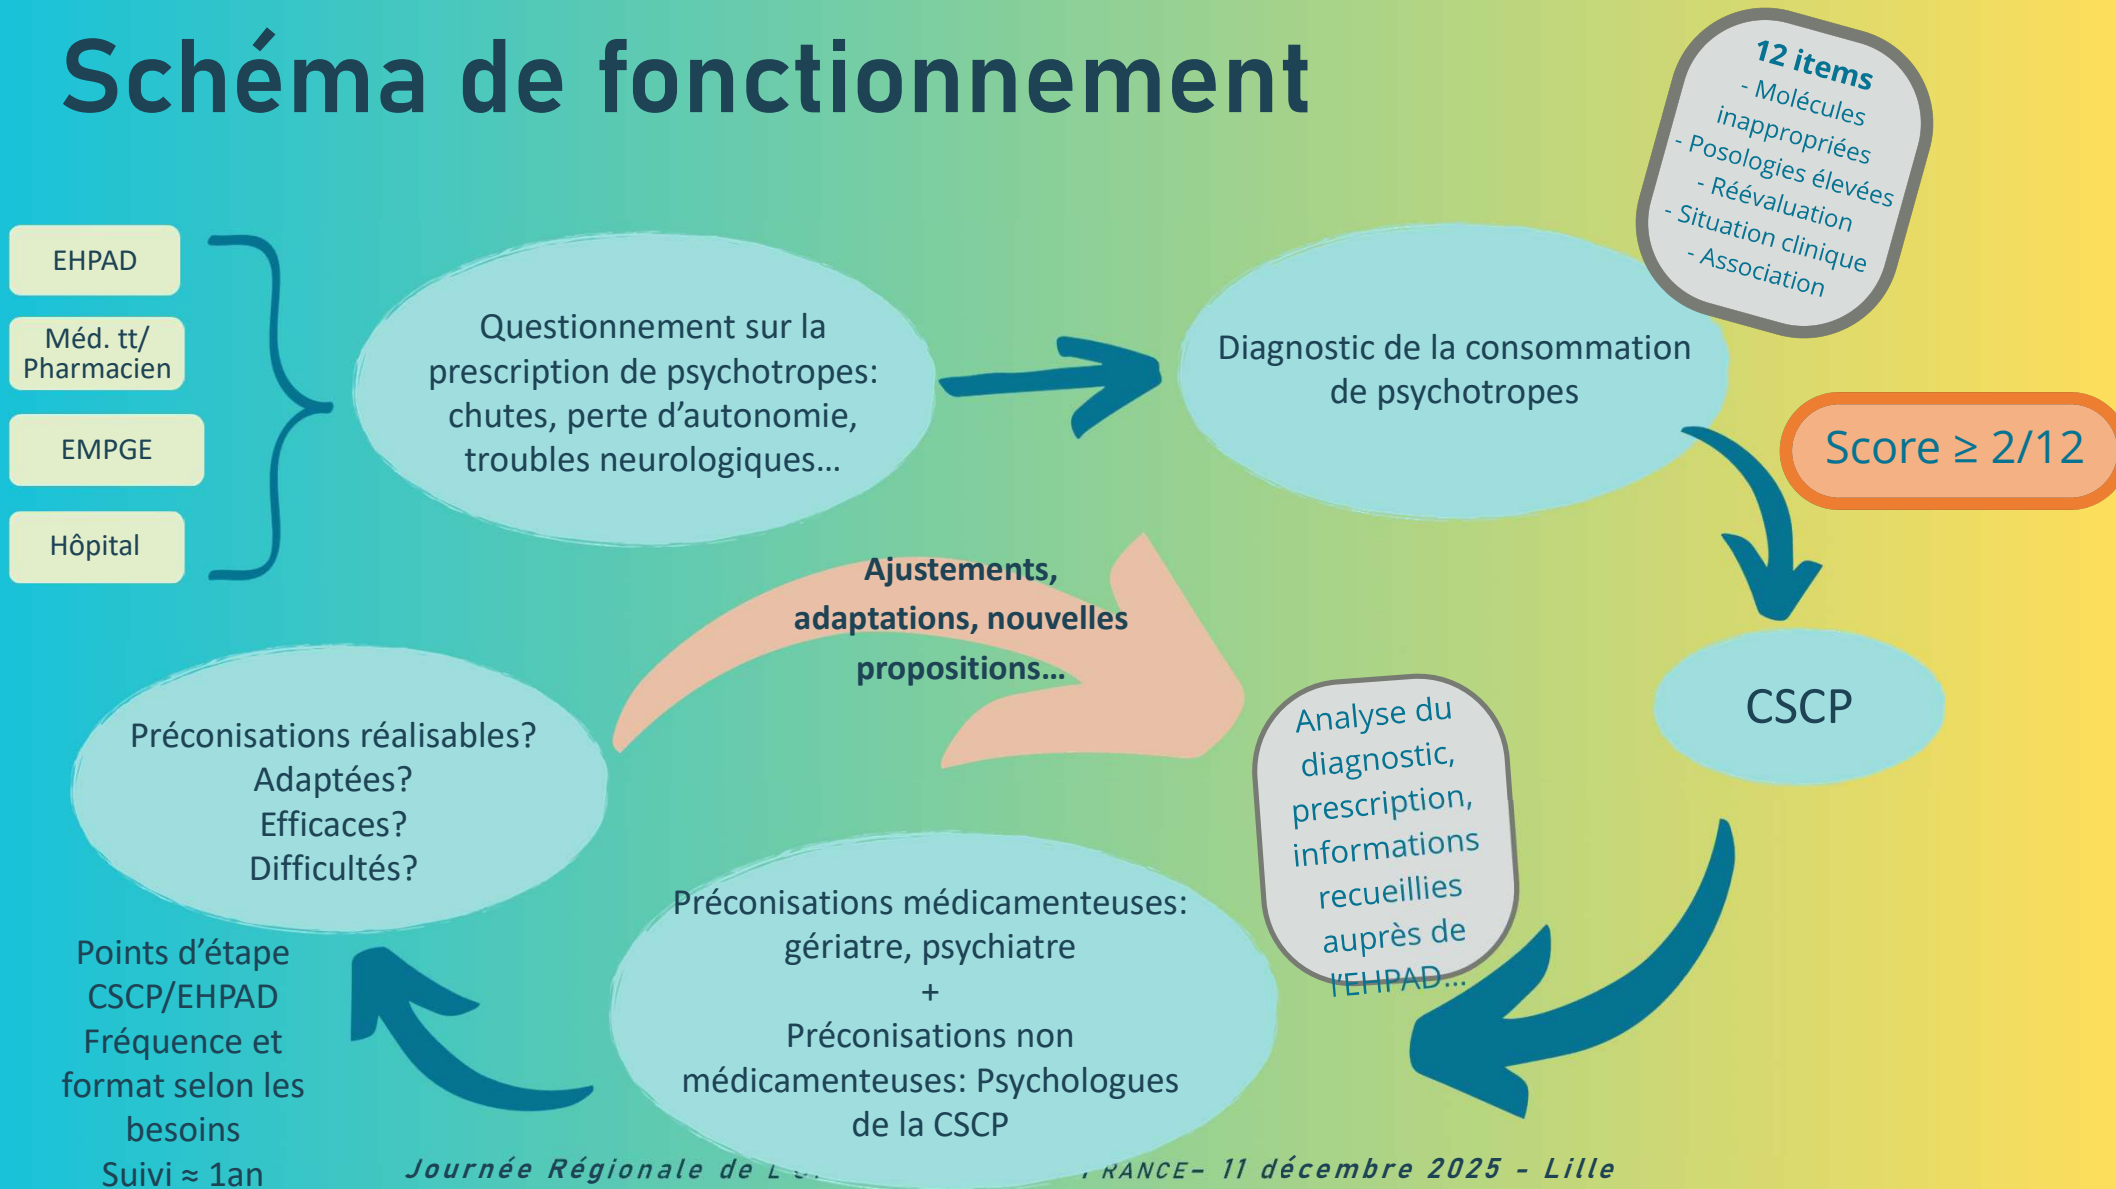 Schéma de fonctionnement
12 items
- Molécules
inappropriées
- Posologies élevées
- Réévaluation
- Situation clinique
- Association
EHPAD
Méd. tt/
Pharmacien
EMPGE
Hôpital
Questionnement sur la
prescription de psychotropes:
chutes, perte d’autonomie,
troubles neurologiques...
Diagnostic de la consommation
de psychotropes
Score ≥ 2/12
CSCP
Ajustements,
adaptations, nouvelles
propositions...
Analyse du
diagnostic,
prescription,
informations
recueillies
auprès de
l’EHPAD...
Préconisations médicamenteuses:
gériatre, psychiatre
+
Préconisations non
médicamenteuses: Psychologues
de la CSCP
Préconisations réalisables?
Adaptées?
Efficaces?
Difficultés?
Points d’étape
CSCP/EHPAD
Fréquence et
format selon les
besoins
Suivi ≈ 1an
Journée Régionale de FRANCE– 11 décembre 2025 - Lille